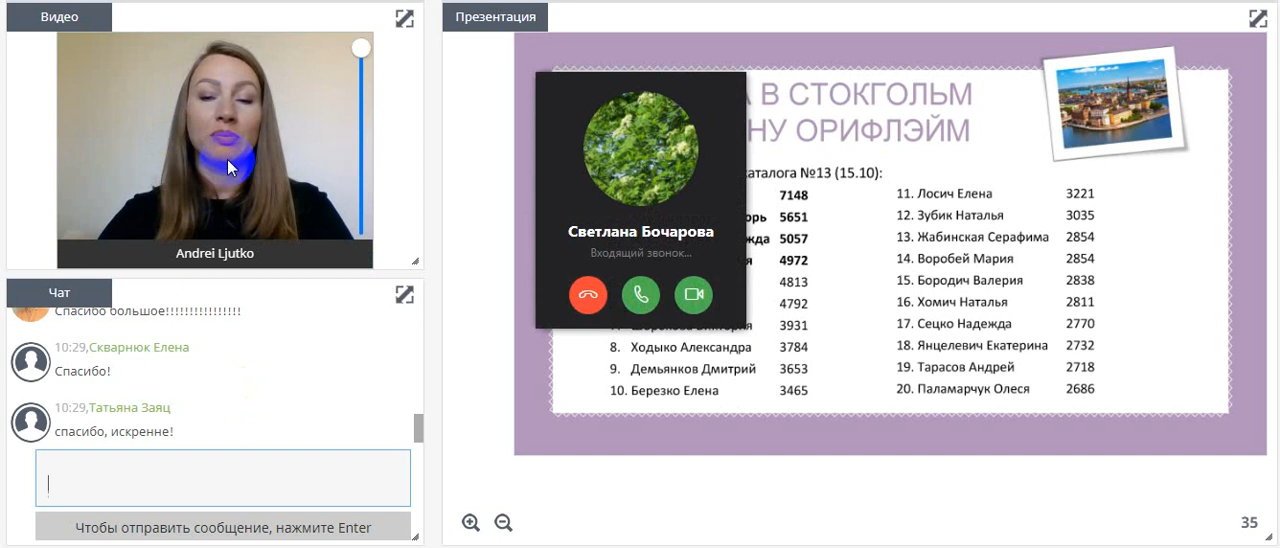 Видео
Andrei Ljutko
Чат
Спасибо большое!!!!!!!!!!!!!!!!!
10:29,Скварнюк Елена
Спасибо!
10:29,Татьяна Заяц
спасибо, искренне!
Чтобы отправить сообщение, нажмите Enter
Презентация
В СТОКГОЛЬМ
НУ ОРИФЛЭЙМ
каталога №13 (15.10):
Светлана Бочарова
Входящий звонок...
7148
орь 5651
жда 5057
я 4972
4813
4792
3931
8. Ходыко Александра 3784
9. Демьянков Дмитрий 3653
10. Березко Елена 3465
11. Лосич Елена 3221
12. Зубик Наталья 3035
13. Жабинская Серафима 2854
14. Воробей Мария 2854
15. Бородич Валерия 2838
16. Хомич Наталья 2811
17. Сецко Надежда 2770
18. Янцелевич Екатерина 2732
19. Тарасов Андрей 2718
20. Паламарчук Олеся 2686
35